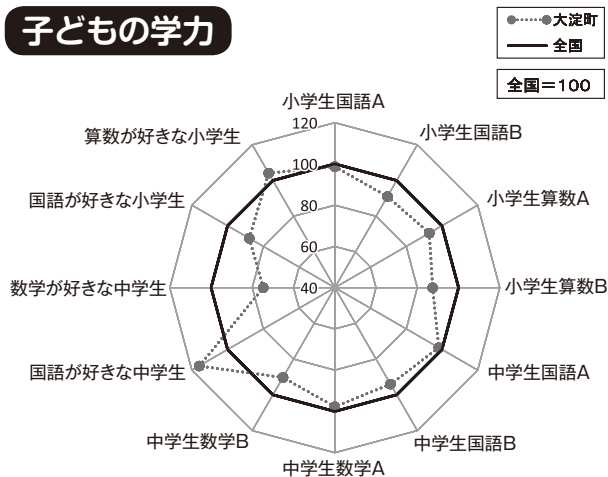 子どもの学力
大淀町
全国
全国=100
小学生国語A
小学生国語B
小学生算数A
小学生算数B
中学生国語A
中学生国語B
中学生数学A
中学生数学B
国語が好きな中学生
数学が好きな中学生
国語が好きな小学生
算数が好きな小学生
120
100
80
60
40